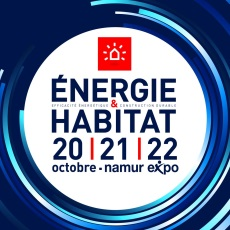 ÉNERGIE
&
EFFICACITÉ ÉNERGÉTIQUE CONSTRUCTION DURABLE
HABITAT
20 | 21 | 22
octobre - namur expo